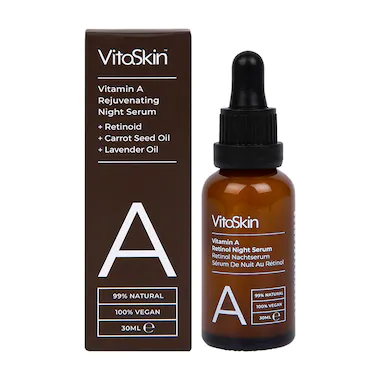 VitaSkin™
Vitamin A
Rejuvenating
Night Serum
+ Retinoid
+ Carrot Seed Oil
+ Lavender Oil
A
99% NATURAL
100% VEGAN
30ML ℮
VitaSkin
Vitamin A
Retinol Night Serum
Retinol Nachtserum
Sérum De Nuit Au Rétinol
A
99% NATURAL
100% VEGAN
30ML ℮